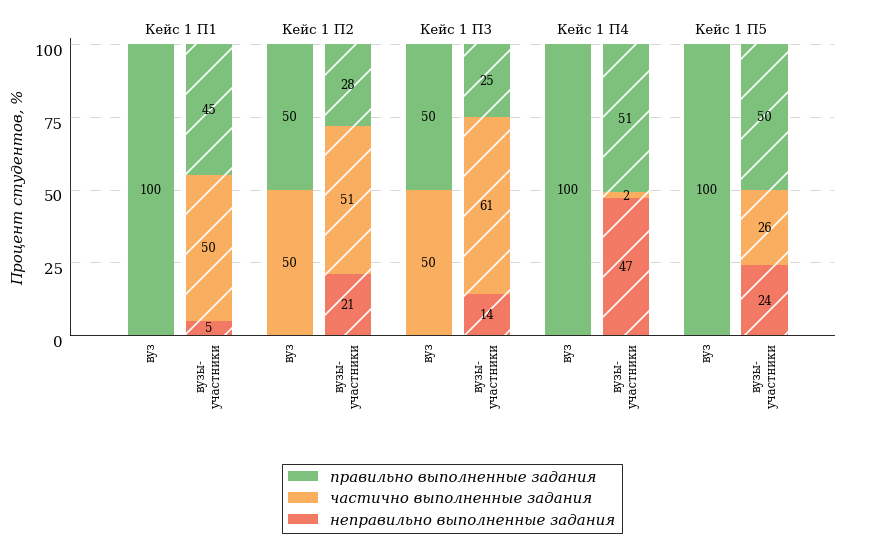 Кейс 1 П1 Кейс 1 П2 Кейс 1 П3 Кейс 1 П4 Кейс 1 П5
Процент студентов, %
100
75
50
25
0
100
45
50
5
50
50
28
51
21
50
50
25
61
14
100
51
2
47
100
50
26
24
вуз
вузы-
участники
вуз
вузы-
участники
вуз
вузы-
участники
вуз
вузы-
участники
вуз
вузы-
участники
правильно выполненные задания
частично выполненные задания
неправильно выполненные задания